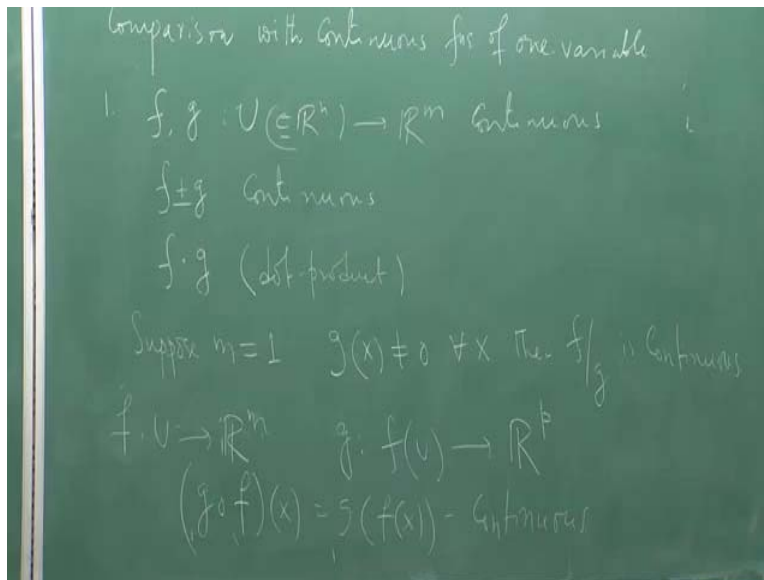 Comparison with Continuous fns of one variable
1. f, g : U (⊆ ℝⁿ) → ℝᵐ Continuous
f ± g Continuous
f · g (dot-product)
Suppose m = 1 g(x) ≠ 0 ∀ x Then f/g is Continuous
f : U → ℝᵐ g : f(U) → ℝᵖ
(g ∘ f)(x) = g(f(x)) - Continuous